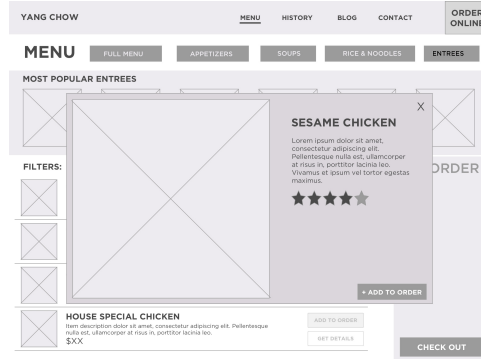 YANG CHOW
MENU
HISTORY
BLOG
CONTACT
ORDER
ONLINE
MENU
FULL MENU
APPETIZERS
SOUPS
RICE & NOODLES
ENTREES
MOST POPULAR ENTREES
X
SESAME CHICKEN
Lorem ipsum dolor sit amet,
consectetur adipiscing elit.
Pellentesque nulla est, ullamcorper
at risus in, porttitor lacinia leo.
Vivamus et ipsum vel tortor egestas
maximus.
FILTERS:
ORDER
+ ADD TO ORDER
HOUSE SPECIAL CHICKEN
Item description dolor sit amet, consectetur adipiscing elit. Pellentesque
nulla est, ullamcorper at risus in, porttitor lacinia leo.
$XX
ADD TO ORDER
GET DETAILS
CHECK OUT